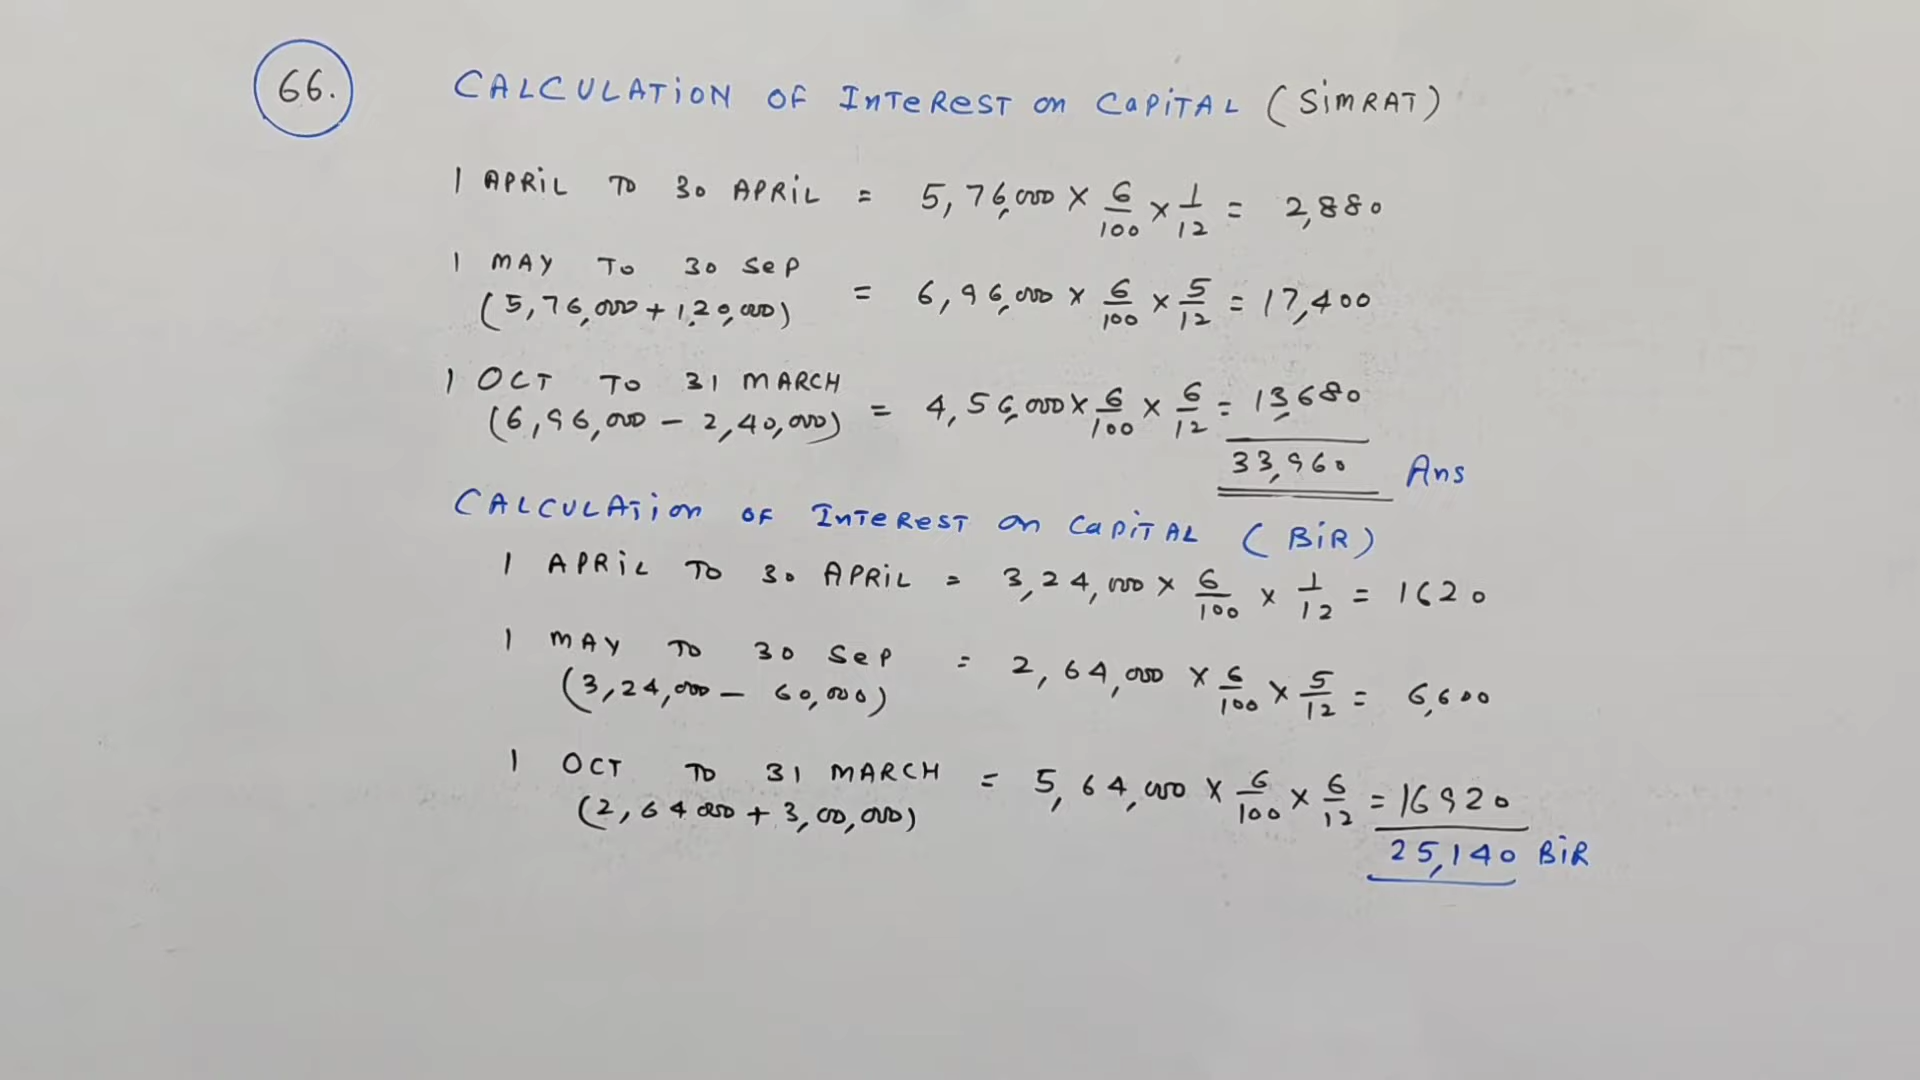 66. CALCULATION OF INTEREST on CAPITAL (SIMRAT)
1 APRIL TO 30 APRIL = 5,76,000 × 6/100 × 1/12 = 2,880
1 MAY TO 30 SEP
(5,76,000 + 1,20,000) = 6,96,000 × 6/100 × 5/12 = 17,400
1 OCT TO 31 MARCH
(6,96,000 - 2,40,000) = 4,56,000 × 6/100 × 6/12 = 13,680
33,960 Ans
CALCULATION OF INTEREST on CAPITAL (BIR)
1 APRIL TO 30 APRIL = 3,24,000 × 6/100 × 1/12 = 1620
1 MAY TO 30 SEP = 2,64,000 × 6/100 × 5/12 = 6,600
(3,24,000 - 60,000)
1 OCT TO 31 MARCH = 5,64,000 × 6/100 × 6/12 = 16920
(2,64000 + 3,00,000)
25,140 BIR